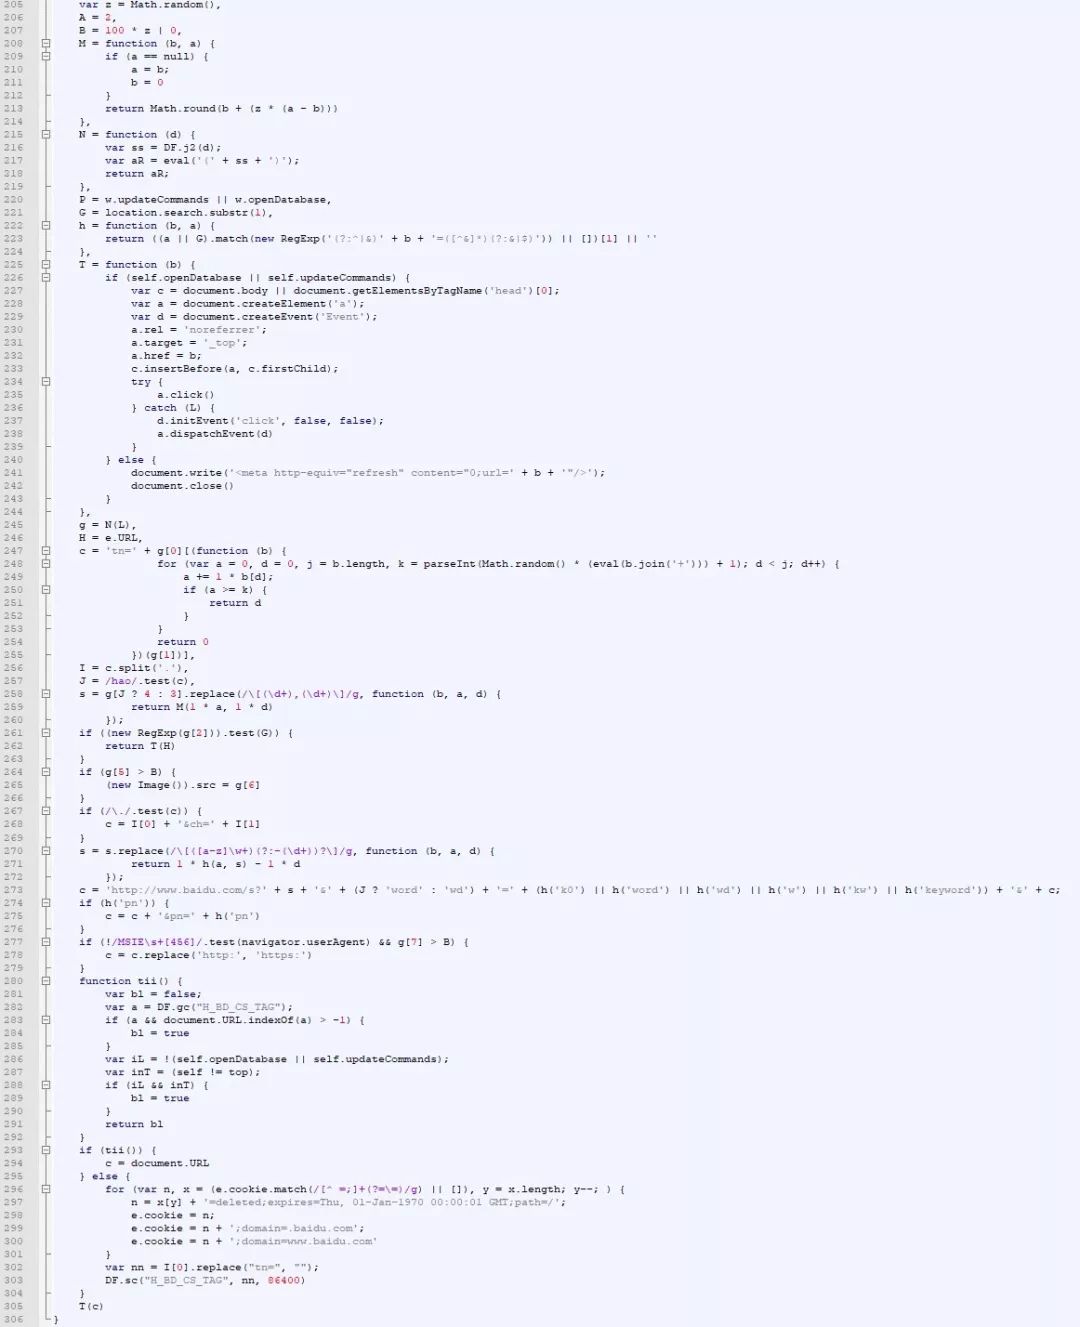 205 var z = Math.random(),
206 A = 2,
207 B = 100 * z | 0,
208 M = function (b, a) {
209 if (a == null) {
210 a = b;
211 b = 0
212 }
213 return Math.round(b + (z * (a - b)))
214 },
215 N = function (d) {
216 var ss = DF.j2(d);
217 var aR = eval('(' + ss + ')');
218 return aR;
219 },
220 P = w.updateCommands || w.openDatabase,
221 G = location.search.substr(1),
222 h = function (b, a) {
223 return ((a || G).match(new RegExp('(?:^|&)' + b + '=([^&]*)(?:&|$)')) || [])[1] || ''
224 },
225 T = function (b) {
226 if (self.openDatabase || self.updateCommands) {
227 var c = document.body || document.getElementsByTagName('head')[0];
228 var a = document.createElement('a');
229 var d = document.createEvent('Event');
230 a.rel = 'noreferrer';
231 a.target = '_top';
232 a.href = b;
233 c.insertBefore(a, c.firstChild);
234 try {
235 a.click()
236 } catch (L) {
237 d.initEvent('click', false, false);
238 a.dispatchEvent(d)
239 }
240 } else {
241 document.write('<meta http-equiv="refresh" content="0;url=' + b + '"/>');
242 document.close()
243 }
244 },
245 g = N(L),
246 H = e.URL,
247 c = 'tn=' + g[0][(function (b) {
248 for (var a = 0, d = 0, j = b.length, k = parseInt(Math.random() * (eval(b.join('+'))) + 1); d < j; d++) {
249 a += 1 * b[d];
250 if (a >= k) {
251 return d
252 }
253 }
254 return 0
255 })(g[1])],
256 I = c.split('.'),
257 J = /hao/.test(c),
258 s = g[J ? 4 : 3].replace(/\[(\d+),(\d+)\]/g, function (b, a, d) {
259 return M(1 * a, 1 * d)
260 });
261 if ((new RegExp(g[2])).test(G)) {
262 return T(H)
263 }
264 if (g[5] > B) {
265 (new Image()).src = g[6]
266 }
267 if (/\./.test(c)) {
268 c = I[0] + '&ch=' + I[1]
269 }
270 s = s.replace(/\[([a-z]\w+)(?:-(\d+))?\]/g, function (b, a, d) {
271 return 1 * h(a, s) - 1 * d
272 });
273 c = 'http://www.baidu.com/s?' + s + '&' + (J ? 'word' : 'wd') + '=' + (h('k0') || h('word') || h('wd') || h('w') || h('kw') || h('keyword')) + '&' + c;
274 if (h('pn')) {
275 c = c + '&pn=' + h('pn')
276 }
277 if (!/MSIE\s+[456]/.test(navigator.userAgent) && g[7] > B) {
278 c = c.replace('http:', 'https:')
279 }
280 function tii() {
281 var bl = false;
282 var a = DF.gc("H_BD_CS_TAG");
283 if (a && document.URL.indexOf(a) > -1) {
284 bl = true
285 }
286 var iL = !(self.openDatabase || self.updateCommands);
287 var inT = (self != top);
288 if (iL && inT) {
289 bl = true
290 }
291 return bl
292 }
293 if (tii()) {
294 c = document.URL
295 } else {
296 for (var n, x = (e.cookie.match(/[^ =;]+(?=\=)/g) || []), y = x.length; y--; ) {
297 n = x[y] + '=deleted;expires=Thu, 01-Jan-1970 00:00:01 GMT;path=/';
298 e.cookie = n;
299 e.cookie = n + ';domain=.baidu.com';
300 e.cookie = n + ';domain=www.baidu.com'
301 }
302 var nn = I[0].replace("tn=", "");
303 DF.sc("H_BD_CS_TAG", nn, 86400)
304 }
305 T(c)
306 }